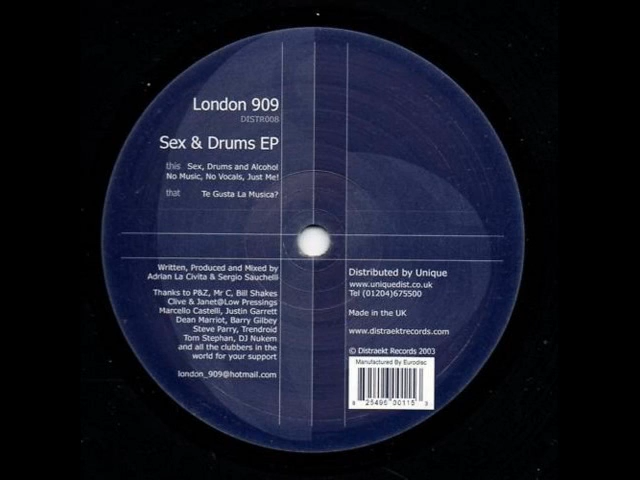 London 909
DISTR008
Sex & Drums EP
this Sex, Drums and Alcohol
No Music, No Vocals, Just Me!
that Te Gusta La Musica?
Written, Produced and Mixed by
Adrian La Civita & Sergio Sauchelli
Thanks to P&Z, Mr C, Bill Shakes
Clive & Janet@Low Pressings
Marcello Castelli, Justin Garrett
Dean Marriot, Barry Gilbey
Steve Parry, Trendroid
Tom Stephan, DJ Nukem
and all the clubbers in the
world for your support
london_909@hotmail.com
Distributed by Unique
www.uniquedist.co.uk
Tel (01204)675500
Made in the UK
www.distraektrecords.com
© Distraekt Records 2003
Manufactured By Eurodisc
9 25496 00115 3